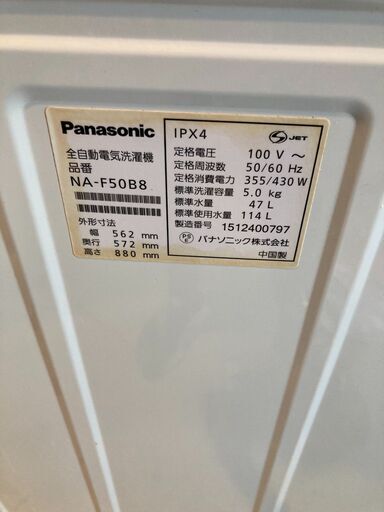 Panasonic
全自動電気洗濯機
品番
NA-F50B8
外形寸法
幅 562 mm
奥行 572 mm
高さ 880 mm
IPX4
S JET
定格電圧 100 V ～
定格周波数 50/60 Hz
定格消費電力 355/430 W
標準洗濯容量 5.0 kg
標準水量 47 L
標準使用水量 114 L
製造番号 1512400797
PS E パナソニック株式会社
中国製